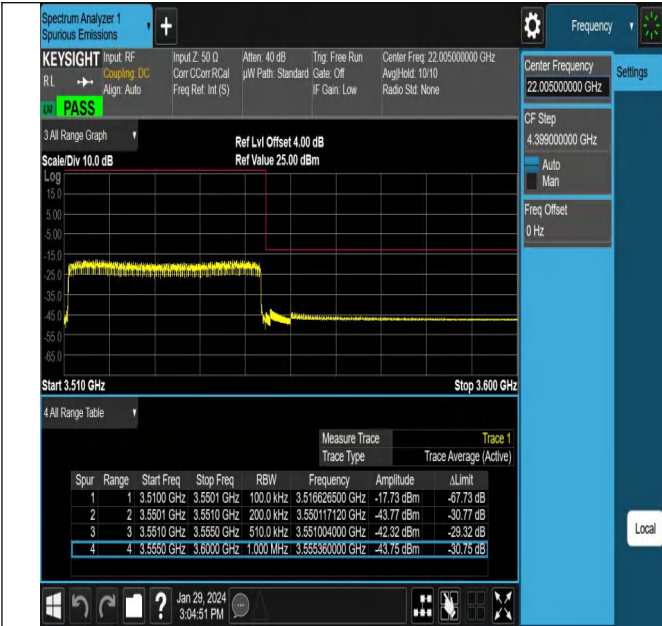 Spectrum Analyzer 1
Spurious Emissions
+
Frequency
KEYSIGHT Input: RF Input Z: 50 Ω Atten: 40 dB Trig: Free Run Center Freq: 22.005000000 GHz
RL Coupling: DC Corr CCorr RCal µW Path: Standard Gate: Off Avg|Hold: 10/10
Align: Auto Freq Ref: Int (S) IF Gain: Low Radio Std: None
LXI PASS
3 All Range Graph
Ref Lvl Offset 4.00 dB
Scale/Div 10.0 dB Ref Value 25.00 dBm
Log
15.0
5.00
-5.00
-15.0
-25.0
-35.0
-45.0
-55.0
-65.0
Start 3.510 GHz Stop 3.600 GHz
4 All Range Table
Measure Trace Trace 1
Trace Type Trace Average (Active)
Spur Range Start Freq Stop Freq RBW Frequency Amplitude ΔLimit
1 1 3.5100 GHz 3.5501 GHz 100.0 kHz 3.516626500 GHz -17.73 dBm -67.73 dB
2 2 3.5501 GHz 3.5510 GHz 200.0 kHz 3.550117120 GHz -43.77 dBm -30.77 dB
3 3 3.5510 GHz 3.5550 GHz 510.0 kHz 3.551004000 GHz -42.32 dBm -29.32 dB
4 4 3.5550 GHz 3.6000 GHz 1.000 MHz 3.555360000 GHz -43.75 dBm -30.75 dB
Jan 29, 2024
3:04:51 PM
?
Center Frequency
22.005000000 GHz
Settings
CF Step
4.399000000 GHz
Auto
Man
Freq Offset
0 Hz
Local